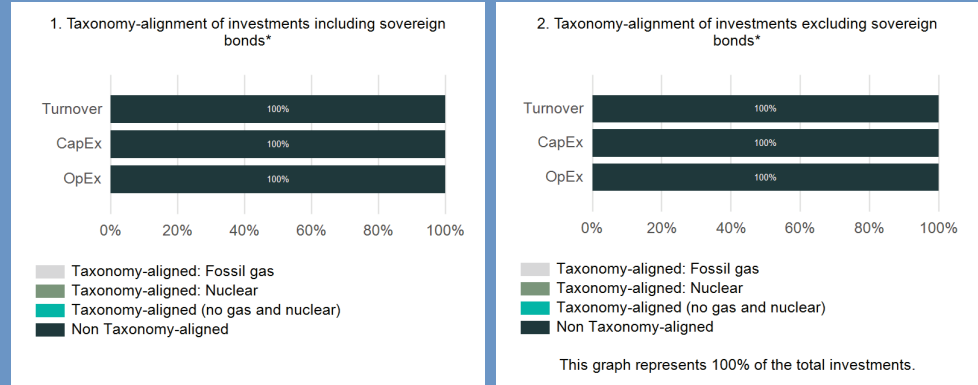 1. Taxonomy-alignment of investments including sovereign
bonds*
Turnover
100%
CapEx
100%
OpEx
100%
0% 20% 40% 60% 80% 100%
Taxonomy-aligned: Fossil gas
Taxonomy-aligned: Nuclear
Taxonomy-aligned (no gas and nuclear)
Non Taxonomy-aligned
2. Taxonomy-alignment of investments excluding sovereign
bonds*
Turnover
100%
CapEx
100%
OpEx
100%
0% 20% 40% 60% 80% 100%
Taxonomy-aligned: Fossil gas
Taxonomy-aligned: Nuclear
Taxonomy-aligned (no gas and nuclear)
Non Taxonomy-aligned
This graph represents 100% of the total investments.